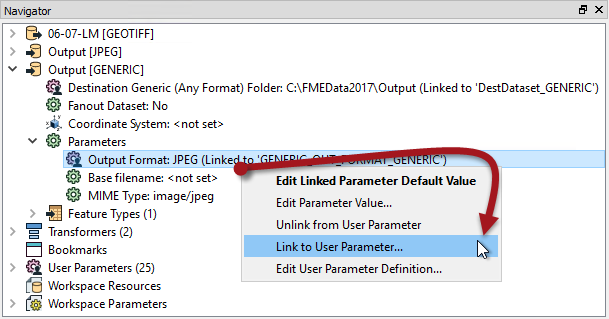 Navigator
06-07-LM [GEOTIFF]
Output [JPEG]
Output [GENERIC]
Destination Generic (Any Format) Folder: C:\FMEData2017\Output (Linked to 'DestDataset_GENERIC')
Fanout Dataset: No
Coordinate System: <not set>
Parameters
Output Format: JPEG (Linked to 'GENERIC_OUT_FORMAT_GENERIC')
Base filename: <not set>
MIME Type: image/jpeg
Feature Types (1)
Transformers (2)
Bookmarks
User Parameters (25)
Workspace Resources
Workspace Parameters
Edit Linked Parameter Default Value
Edit Parameter Value...
Unlink from User Parameter
Link to User Parameter...
Edit User Parameter Definition...